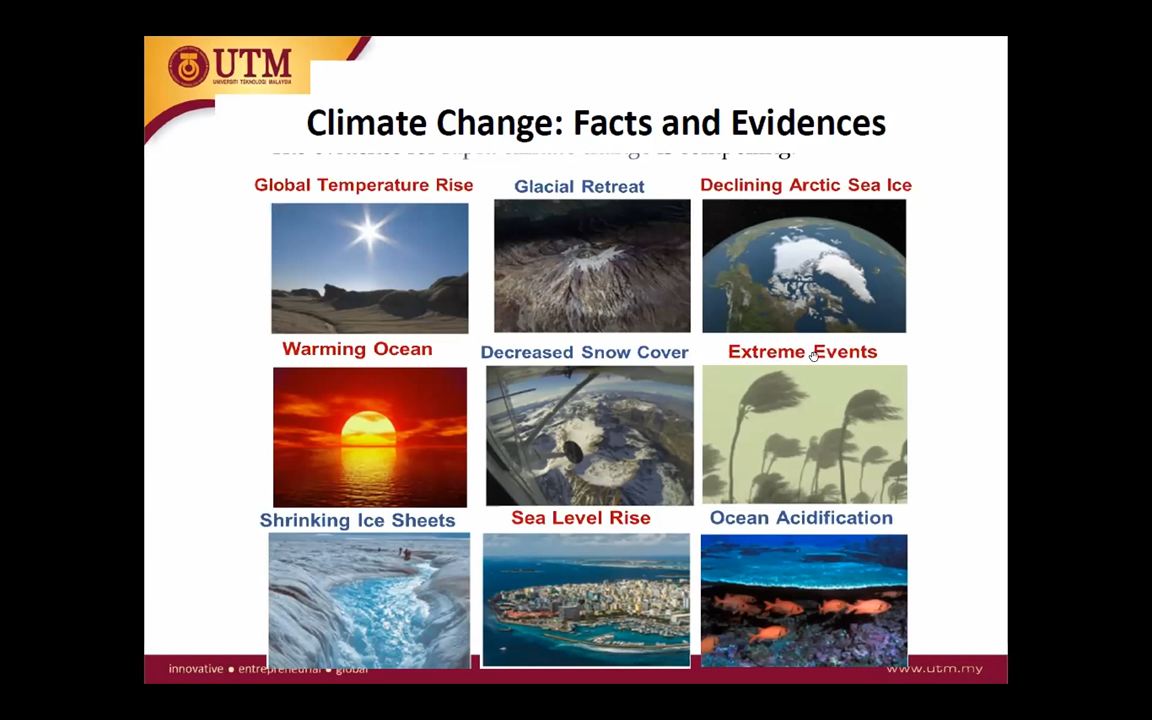 UTM
UNIVERSITI TEKNOLOGI MALAYSIA
Climate Change: Facts and Evidences
Global Temperature Rise
Glacial Retreat
Declining Arctic Sea Ice
Warming Ocean
Decreased Snow Cover
Extreme Events
Shrinking Ice Sheets
Sea Level Rise
Ocean Acidification
innovative ● entrepreneurial ● global
www.utm.my